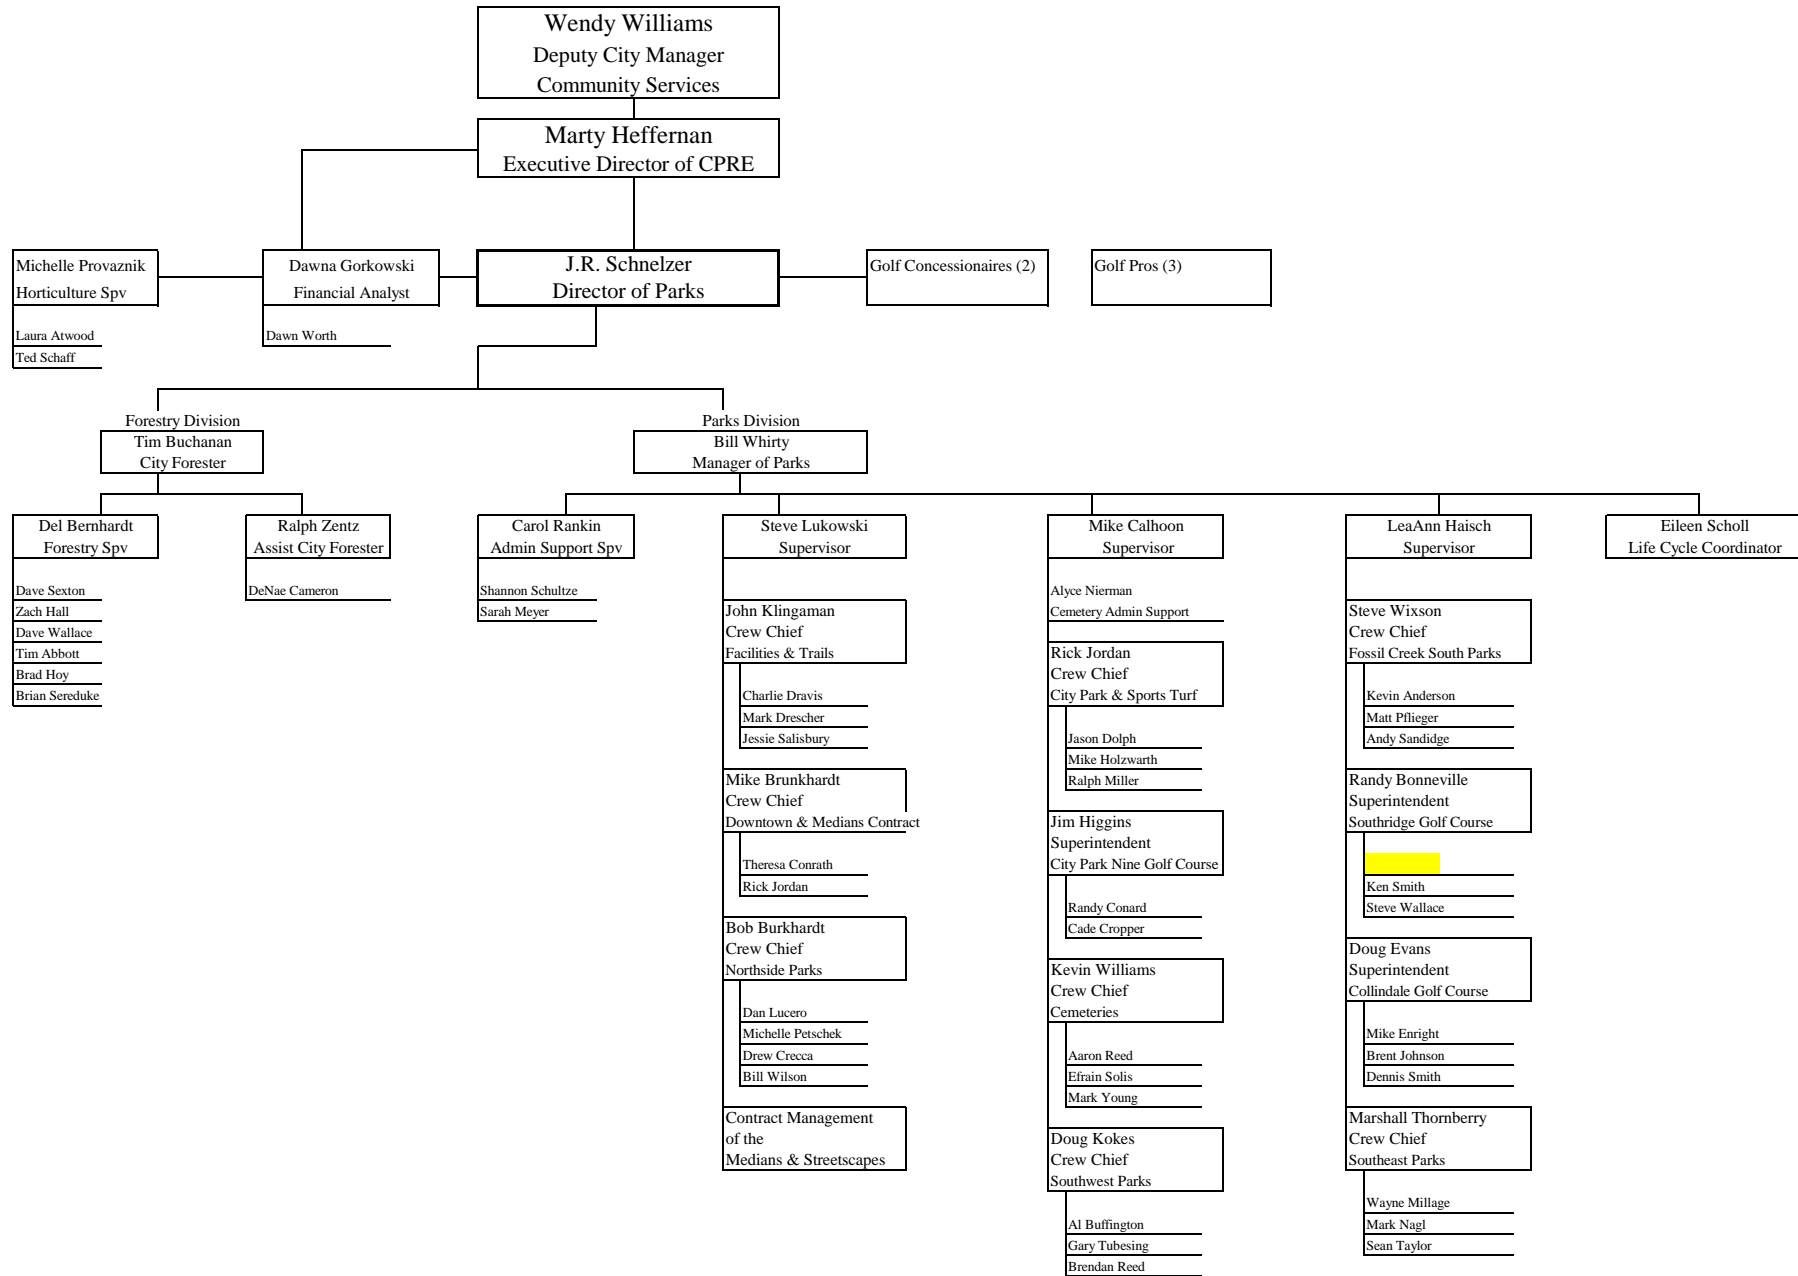 Wendy Williams
Deputy City Manager
Community Services
Marty Heffernan
Executive Director of CPRE
Michelle Provaznik
Horticulture Spv
Laura Atwood
Ted Schaff
Dawna Gorkowski
Financial Analyst
Dawn Worth
J.R. Schnelzer
Director of Parks
Golf Concessionaires (2)
Golf Pros (3)
Forestry Division
Tim Buchanan
City Forester
Parks Division
Bill Whirty
Manager of Parks
Del Bernhardt
Forestry Spv
Dave Sexton
Zach Hall
Dave Wallace
Tim Abbott
Brad Hoy
Brian Sereduke
Ralph Zentz
Assist City Forester
DeNae Cameron
Carol Rankin
Admin Support Spv
Shannon Schultze
Sarah Meyer
Steve Lukowski
Supervisor
John Klingaman
Crew Chief
Facilities & Trails
Charlie Dravis
Mark Drescher
Jessie Salisbury
Mike Brunkhardt
Crew Chief
Downtown & Medians Contract
Theresa Conrath
Rick Jordan
Bob Burkhardt
Crew Chief
Northside Parks
Dan Lucero
Michelle Petschek
Drew Crecca
Bill Wilson
Contract Management
of the
Medians & Streetscapes
Mike Calhoon
Supervisor
Alyce Nierman
Cemetery Admin Support
Rick Jordan
Crew Chief
City Park & Sports Turf
Jason Dolph
Mike Holzwarth
Ralph Miller
Jim Higgins
Superintendent
City Park Nine Golf Course
Randy Conard
Cade Cropper
Kevin Williams
Crew Chief
Cemeteries
Aaron Reed
Efrain Solis
Mark Young
Doug Kokes
Crew Chief
Southwest Parks
Al Buffington
Gary Tubesing
Brendan Reed
LeaAnn Haisch
Supervisor
Steve Wixson
Crew Chief
Fossil Creek South Parks
Kevin Anderson
Matt Pflieger
Andy Sandidge
Randy Bonneville
Superintendent
Southridge Golf Course
Ken Smith
Steve Wallace
Doug Evans
Superintendent
Collindale Golf Course
Mike Enright
Brent Johnson
Dennis Smith
Marshall Thornberry
Crew Chief
Southeast Parks
Wayne Millage
Mark Nagl
Sean Taylor
Eileen Scholl
Life Cycle Coordinator